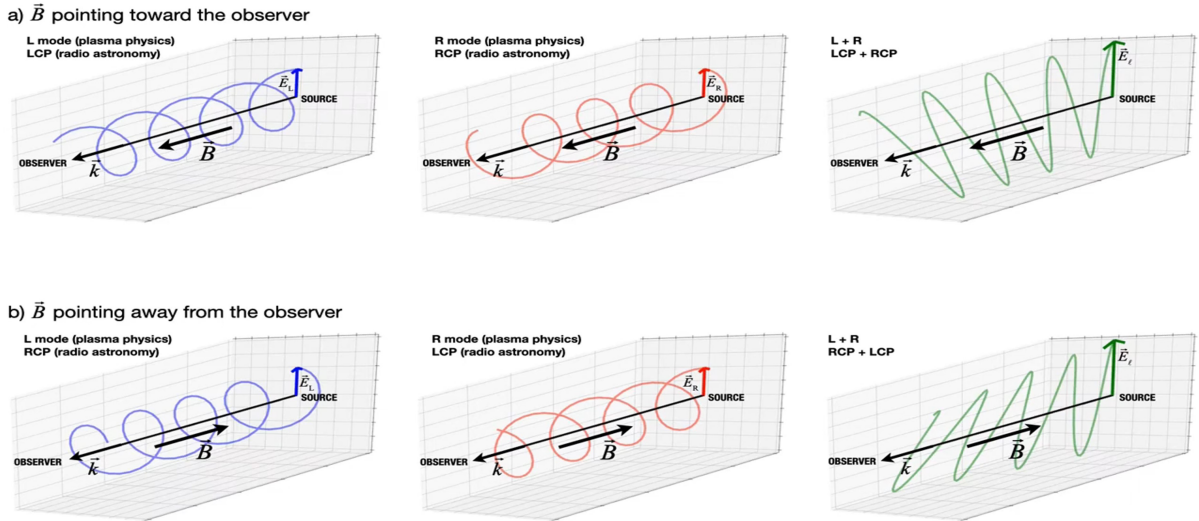 a) B⃗ pointing toward the observer
L mode (plasma physics)
LCP (radio astronomy)
E⃗L
SOURCE
B⃗
OBSERVER
k⃗
R mode (plasma physics)
RCP (radio astronomy)
E⃗R
SOURCE
B⃗
OBSERVER
k⃗
L + R
LCP + RCP
E⃗ℓ
SOURCE
B⃗
OBSERVER
k⃗
b) B⃗ pointing away from the observer
L mode (plasma physics)
RCP (radio astronomy)
E⃗L
SOURCE
B⃗
OBSERVER
k⃗
R mode (plasma physics)
LCP (radio astronomy)
E⃗R
SOURCE
B⃗
OBSERVER
k⃗
L + R
RCP + LCP
E⃗ℓ
SOURCE
B⃗
OBSERVER
k⃗